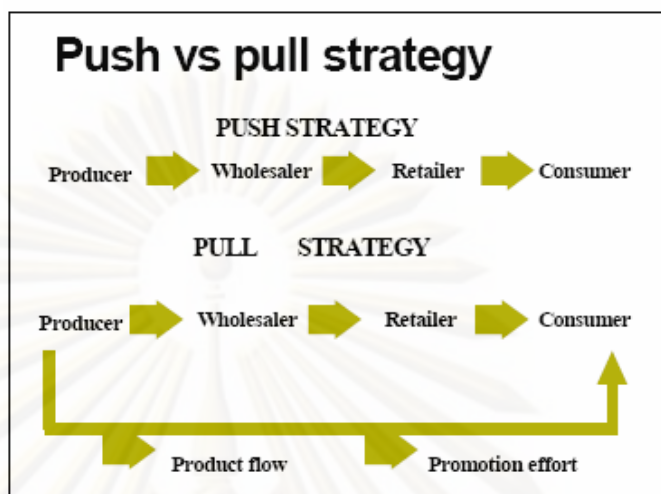 Push vs pull strategy
PUSH STRATEGY
Producer Wholesaler Retailer Consumer
PULL STRATEGY
Producer Wholesaler Retailer Consumer
Product flow Promotion effort